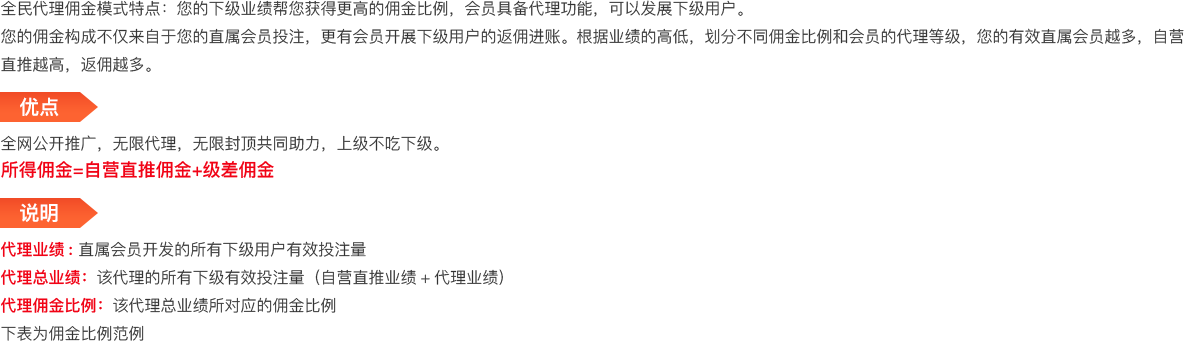 全民代理佣金模式特点：您的下级业绩帮您获得更高的佣金比例，会员具备代理功能，可以发展下级用户。
您的佣金构成不仅来自于您的直属会员投注，更有会员开展下级用户的返佣进账。根据业绩的高低，划分不同佣金比例和会员的代理等级，您的有效直属会员越多，自营
直推越高，返佣越多。
优点
全网公开推广，无限代理，无限封顶共同助力，上级不吃下级。
所得佣金=自营直推佣金+级差佣金
说明
代理业绩：直属会员开发的所有下级用户有效投注量
代理总业绩：该代理的所有下级有效投注量（自营直推业绩 + 代理业绩）
代理佣金比例：该代理总业绩所对应的佣金比例
下表为佣金比例范例